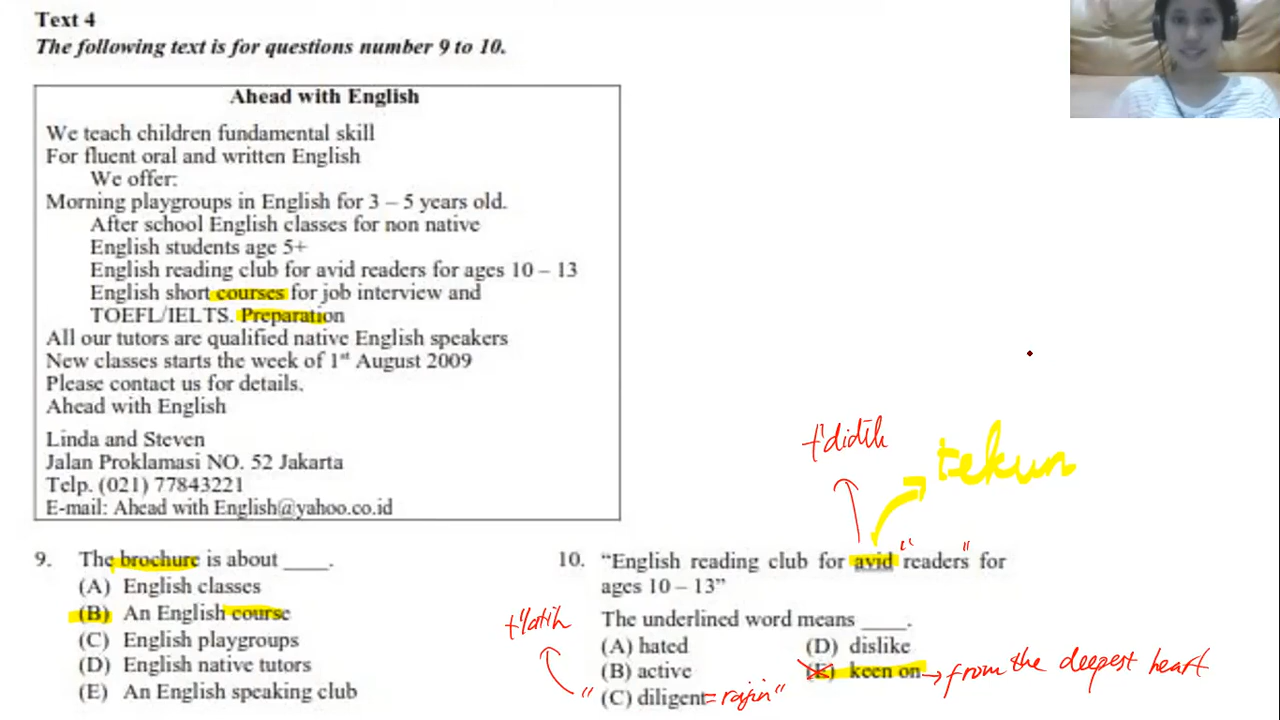 Text 4
The following text is for questions number 9 to 10.
Ahead with English
We teach children fundamental skill
For fluent oral and written English
We offer:
Morning playgroups in English for 3 – 5 years old.
After school English classes for non native
English students age 5+
English reading club for avid readers for ages 10 – 13
English short courses for job interview and
TOEFL/IELTS. Preparation
All our tutors are qualified native English speakers
New classes starts the week of 1st August 2009
Please contact us for details.
Ahead with English
Linda and Steven
Jalan Proklamasi NO. 52 Jakarta
Telp. (021) 77843221
E-mail: Ahead with English@yahoo.co.id
9. The brochure is about ____.
(A) English classes
(B) An English course
(C) English playgroups
(D) English native tutors
(E) An English speaking club
t'didik
tekun
10. "English reading club for avid "readers" for
ages 10 – 13"
The underlined word means ____.
(A) hated
(B) active
t'latih
"(C) diligent = rajin"
(D) dislike
(E) keen on → from the deepest heart